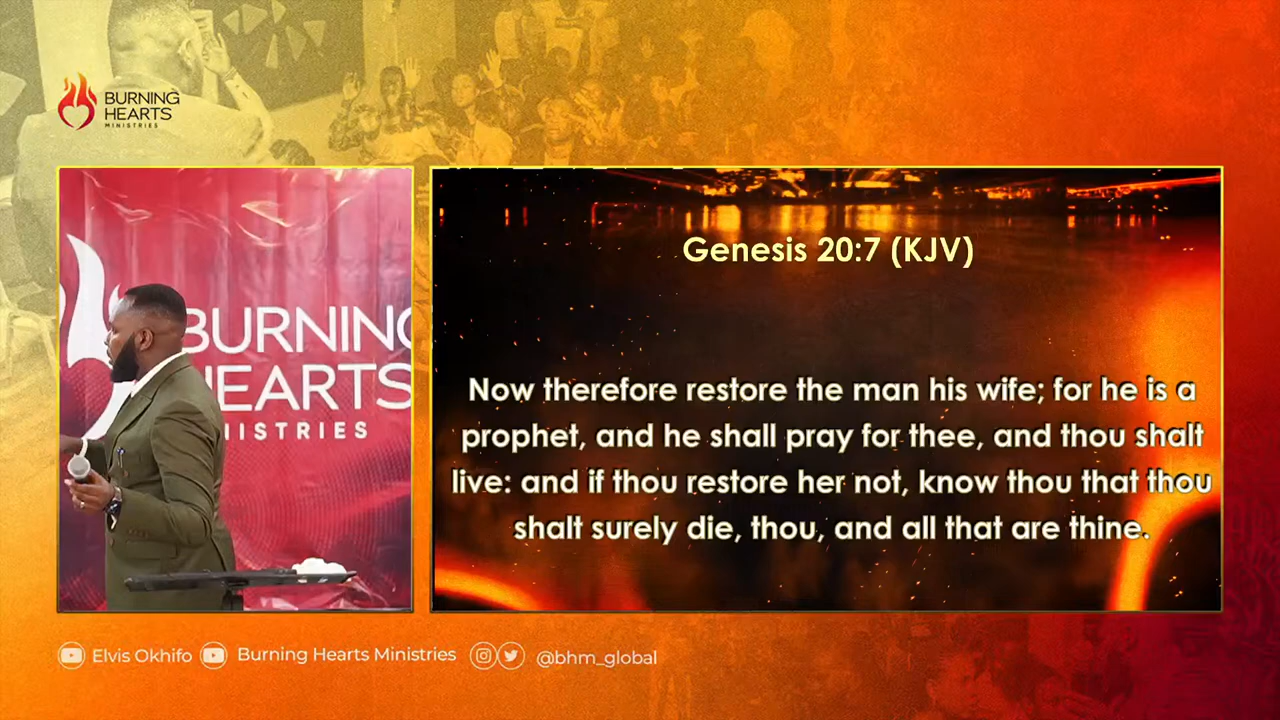 BURNING
HEARTS
MINISTRIES
BURNING
HEARTS
Genesis 20:7 (KJV)
Now therefore restore the man his wife; for he is a
prophet, and he shall pray for thee, and thou shalt
live: and if thou restore her not, know thou that thou
shalt surely die, thou, and all that are thine.
Elvis Okhifo
Burning Hearts Ministries
@bhm_global